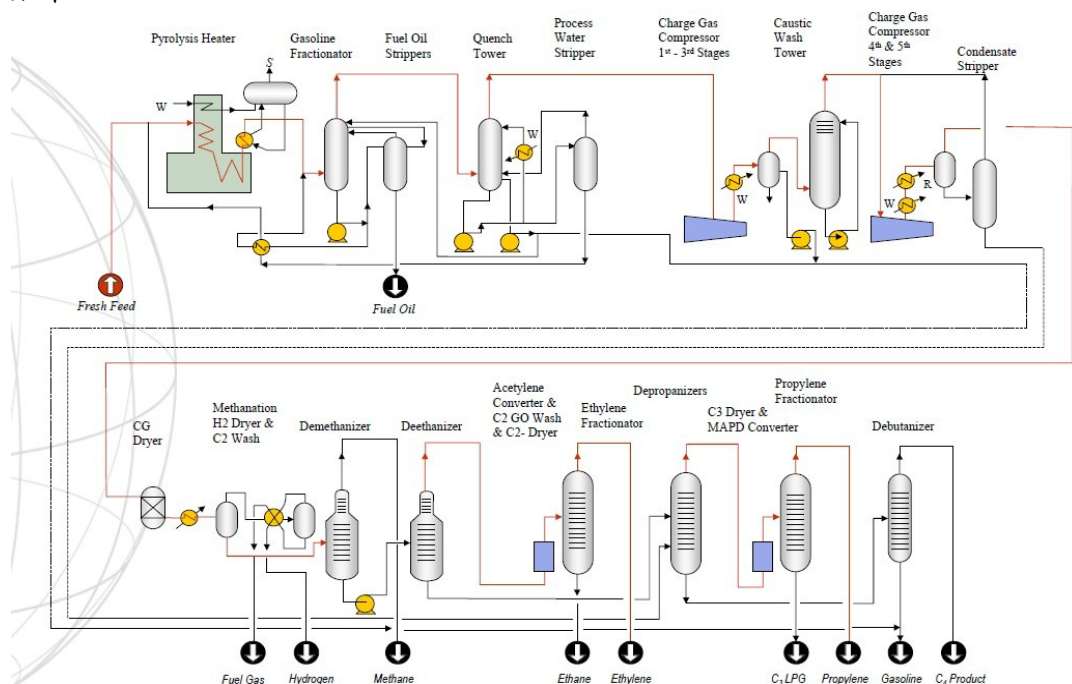 Pyrolysis Heater
Gasoline
Fractionator
Fuel Oil
Strippers
Quench
Tower
Process
Water
Stripper
Charge Gas
Compressor
1st - 3rd Stages
Caustic
Wash
Tower
Charge Gas
Compressor
4th & 5th
Stages
Condensate
Stripper
S
W
W
W
R
W
Fresh Feed
Fuel Oil
CG
Dryer
Methanation
H2 Dryer &
C2 Wash
Demethanizer
Deethanizer
Acetylene
Converter &
C2 GO Wash
& C2- Dryer
Ethylene
Fractionator
Depropanizers
C3 Dryer &
MAPD Converter
Propylene
Fractionator
Debutanizer
Fuel Gas
Hydrogen
Methane
Ethane
Ethylene
C3 LPG
Propylene
Gasoline
C4 Product